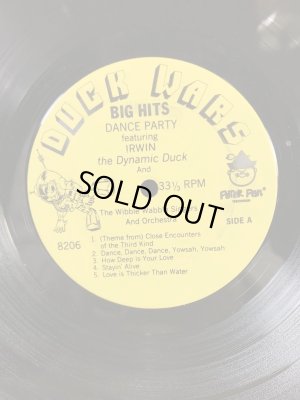 DUCK WARS
BIG HITS
DANCE PARTY
featuring
IRWIN
the Dynamic Duck
And
33⅓ RPM
SOLD OUT
The Wibble Wabble Singers
And Orchestra
8206
SIDE A
Peter Pan
1 (Theme from) Close Encounters
of the Third Kind
2 Dance, Dance, Dance, Yowsah, Yowsah
3 How Deep is Your Love
4 Stayin' Alive
5 Love is Thicker Than Water